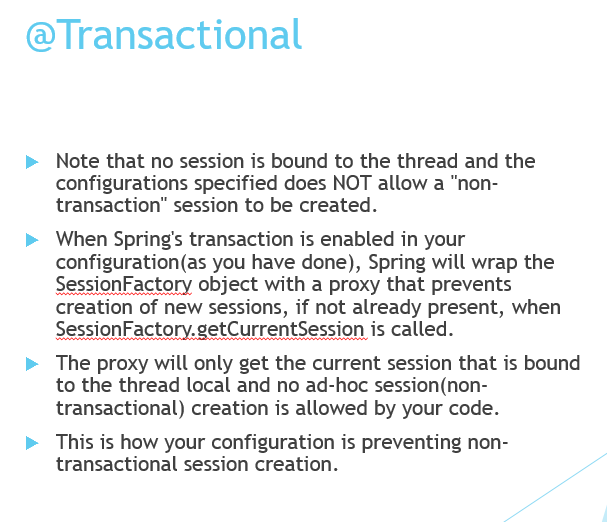 @Transactional
Note that no session is bound to the thread and the
configurations specified does NOT allow a "non-
transaction" session to be created.
When Spring's transaction is enabled in your
configuration(as you have done), Spring will wrap the
SessionFactory object with a proxy that prevents
creation of new sessions, if not already present, when
SessionFactory.getCurrentSession is called.
The proxy will only get the current session that is bound
to the thread local and no ad-hoc session(non-
transactional) creation is allowed by your code.
This is how your configuration is preventing non-
transactional session creation.